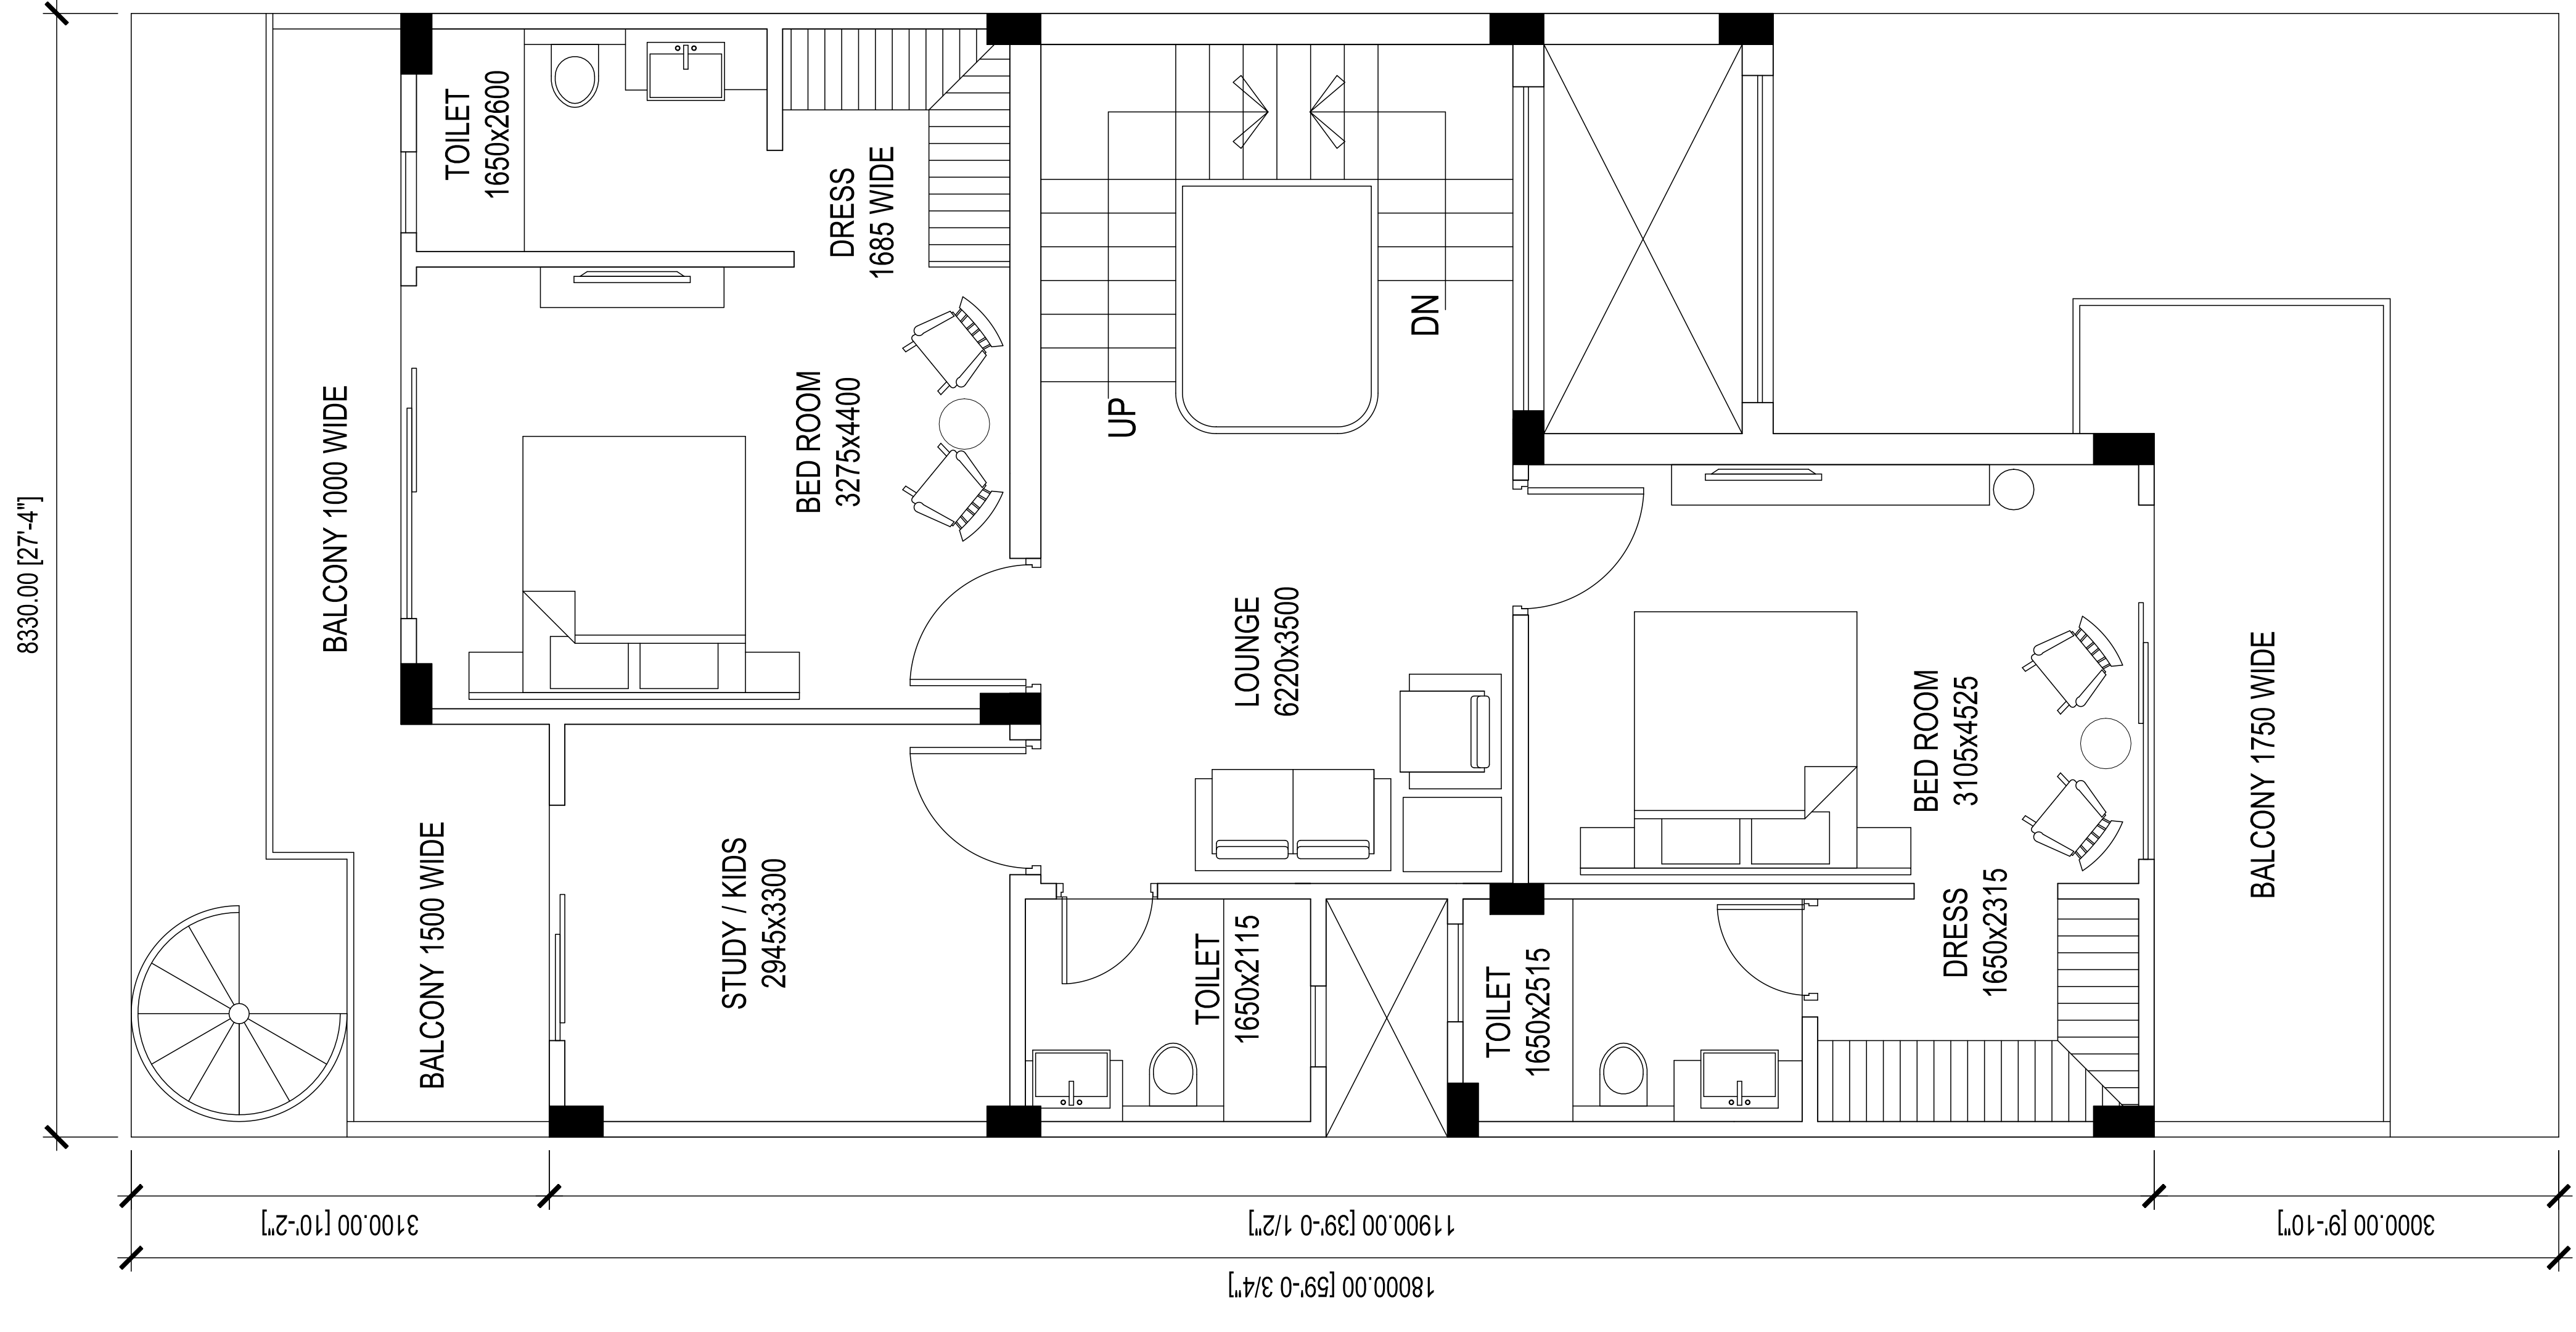 8330.00 [27'-4"]
BALCONY 1000 WIDE
TOILET
1650x2600
DRESS
1685 WIDE
BED ROOM
3275x4400
UP
DN
BALCONY 1500 WIDE
STUDY / KIDS
2945x3300
LOUNGE
6220x3500
TOILET
1650x2115
TOILET
1650x2515
BED ROOM
3105x4525
DRESS
1650x2315
BALCONY 1750 WIDE
3100.00 [10'-2"]
11900.00 [39'-0 1/2"]
3000.00 [9'-10"]
18000.00 [59'-0 3/4"]